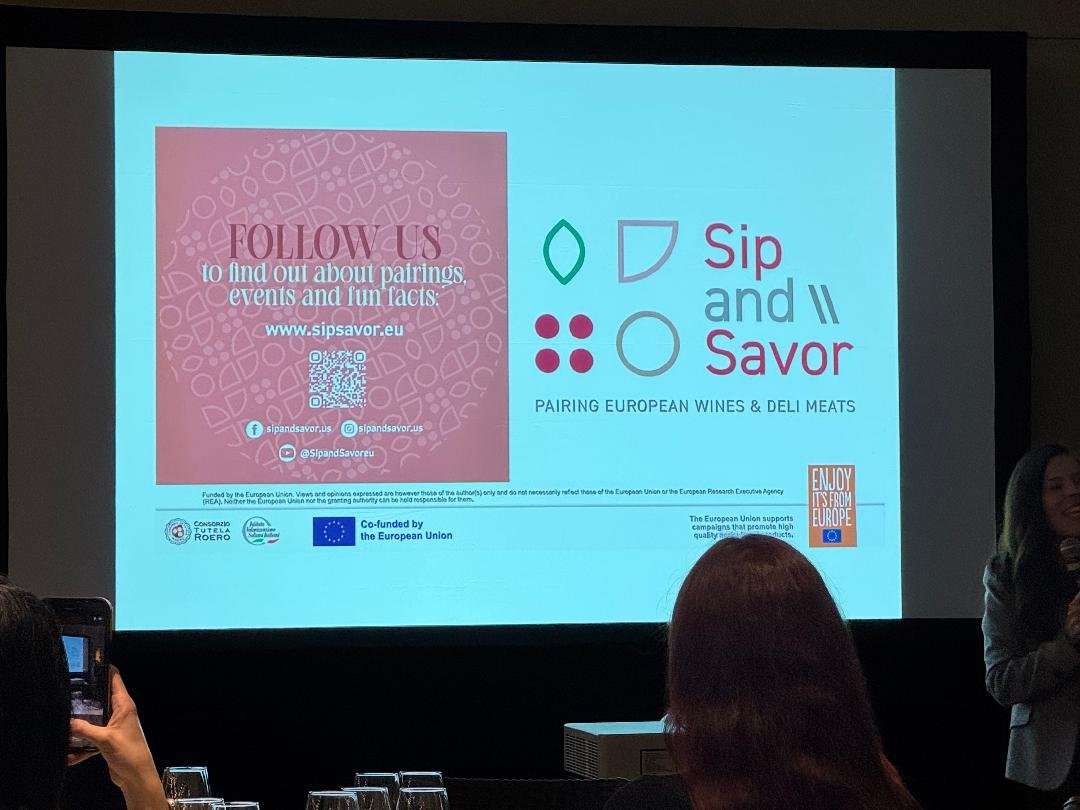 FOLLOW US
to find out about pairings,
events and fun facts:
www.sipsavor.eu
sipandsavor.us
sipandsavor.us
@SipandSavoreu
Sip
and \\
Savor
PAIRING EUROPEAN WINES & DELI MEATS
Funded by the European Union. Views and opinions expressed are however those of the author(s) only and do not necessarily reflect those of the European Union or the European Research Executive Agency
(REA). Neither the European Union nor the granting authority can be held responsible for them.
CONSORZIO
TUTELA
ROERO
Istituto
Valorizzazione
Salumi Italiani
Co-funded by
the European Union
The European Union supports
campaigns that promote high
quality
ENJOY
IT'S FROM
EUROPE